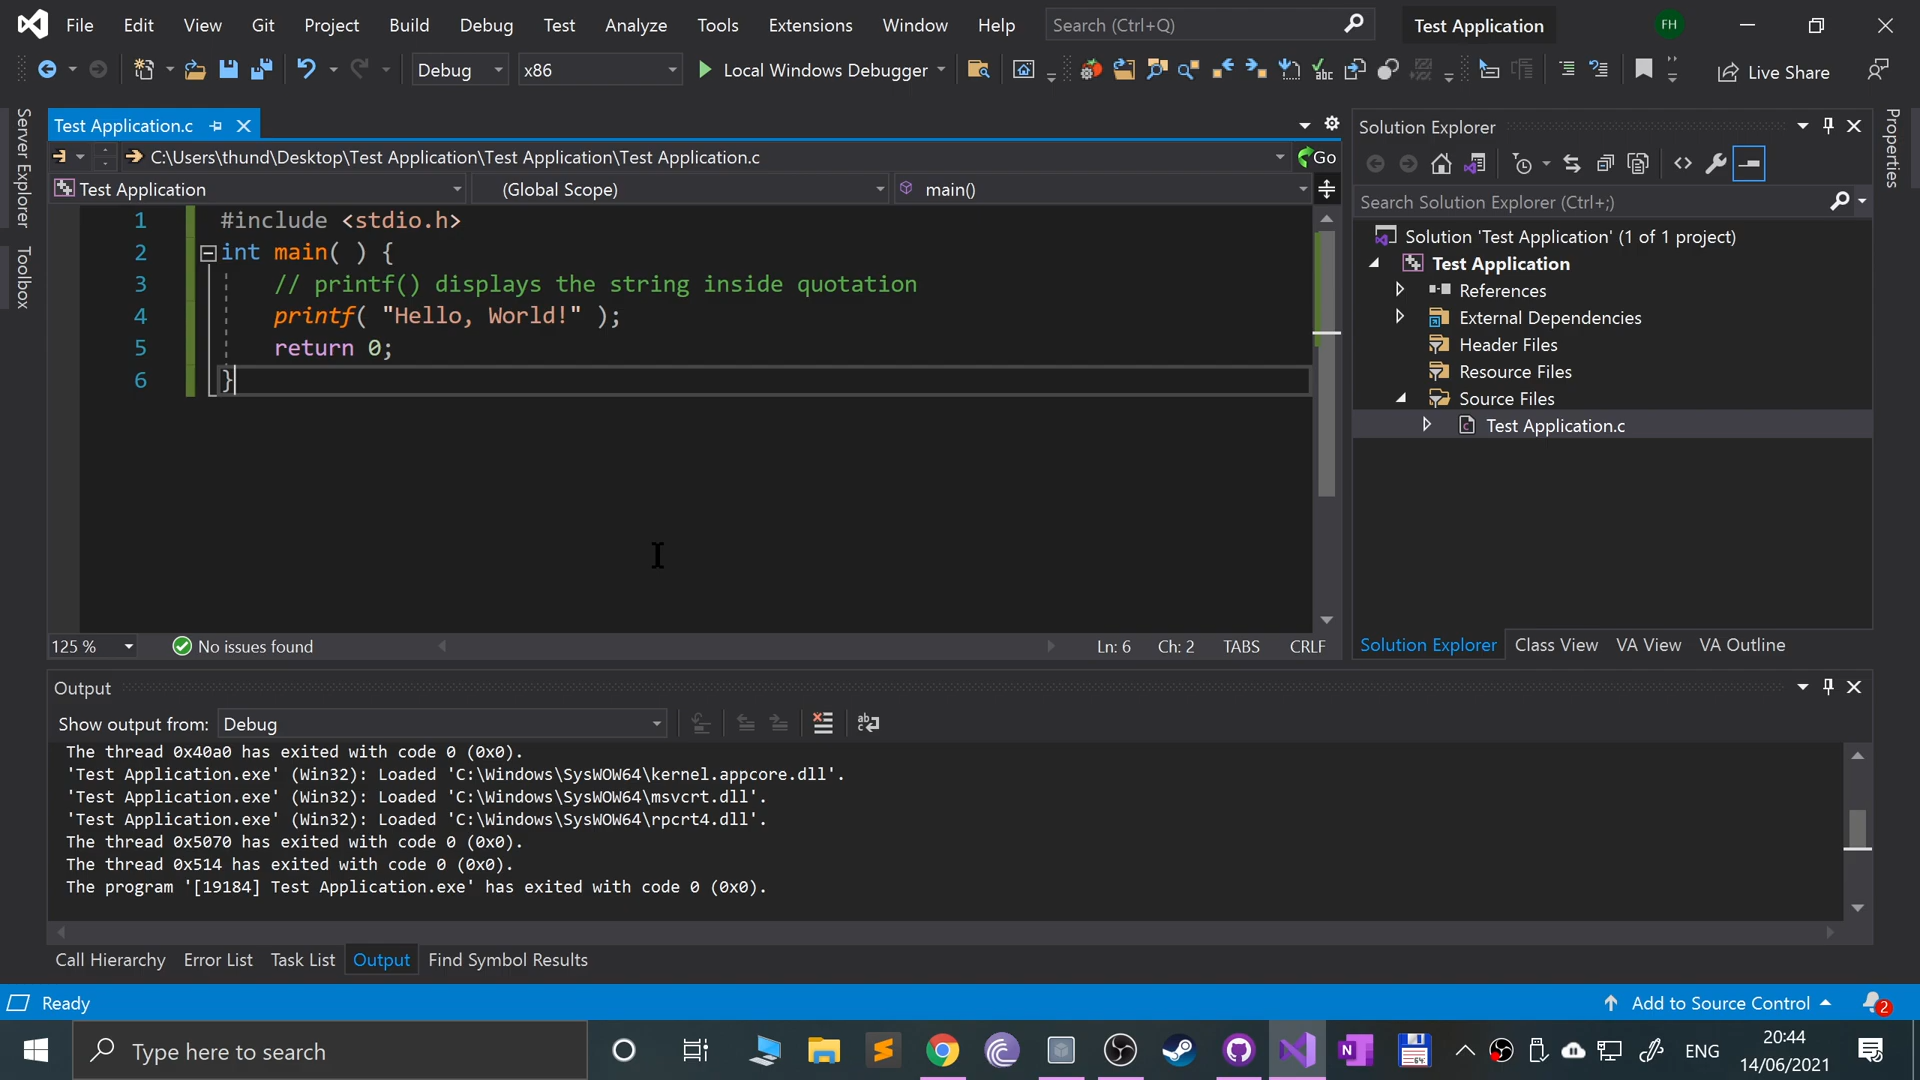 File Edit View Git Project Build Debug Test Analyze Tools Extensions Window Help Search (Ctrl+Q) Test Application FH
Debug x86 Local Windows Debugger Live Share
Server Explorer
Toolbox
Test Application.c
C:\Users\thund\Desktop\Test Application\Test Application\Test Application.c Go
Test Application (Global Scope) main()
1 #include <stdio.h>
2 int main( ) {
3 // printf() displays the string inside quotation
4 printf( "Hello, World!" );
5 return 0;
6 }
125 % No issues found Ln: 6 Ch: 2 TABS CRLF
Solution Explorer
Search Solution Explorer (Ctrl+;)
Solution 'Test Application' (1 of 1 project)
Test Application
References
External Dependencies
Header Files
Resource Files
Source Files
Test Application.c
Solution Explorer Class View VA View VA Outline
Properties
Output
Show output from: Debug
The thread 0x40a0 has exited with code 0 (0x0).
'Test Application.exe' (Win32): Loaded 'C:\Windows\SysWOW64\kernel.appcore.dll'.
'Test Application.exe' (Win32): Loaded 'C:\Windows\SysWOW64\msvcrt.dll'.
'Test Application.exe' (Win32): Loaded 'C:\Windows\SysWOW64\rpcrt4.dll'.
The thread 0x5070 has exited with code 0 (0x0).
The thread 0x514 has exited with code 0 (0x0).
The program '[19184] Test Application.exe' has exited with code 0 (0x0).
Call Hierarchy Error List Task List Output Find Symbol Results
Ready Add to Source Control 2
Type here to search ENG 20:44
14/06/2021